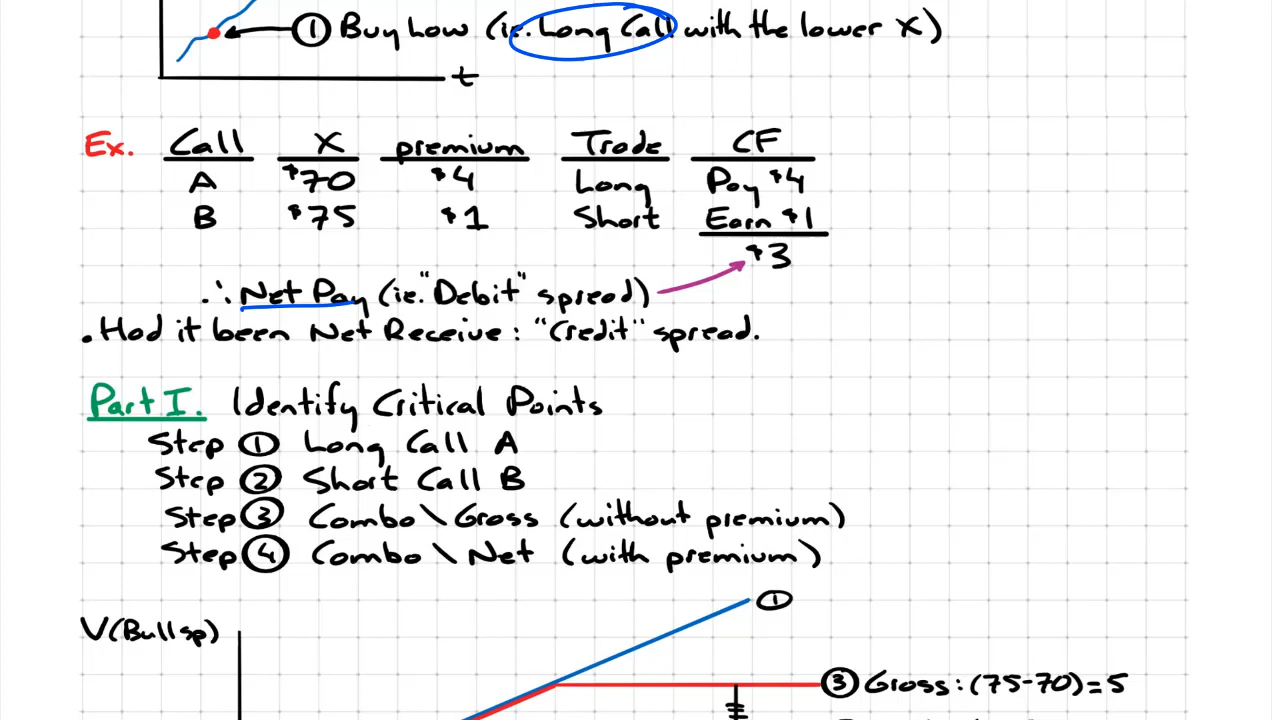 ① Buy Low (ie. Long Call with the lower X)
t
Ex. Call X premium Trade CF
A $70 $4 Long Pay $4
B $75 $1 Short Earn $1
$3
∴ Net Pay (ie. "Debit" spread)
• Had it been Net Receive: "Credit" spread.
Part I. Identify Critical Points
Step ① Long Call A
Step ② Short Call B
Step ③ Combo\Gross (without premium)
Step ④ Combo\Net (with premium)
①
V(Bull sp)
③ Gross: (75-70)=5